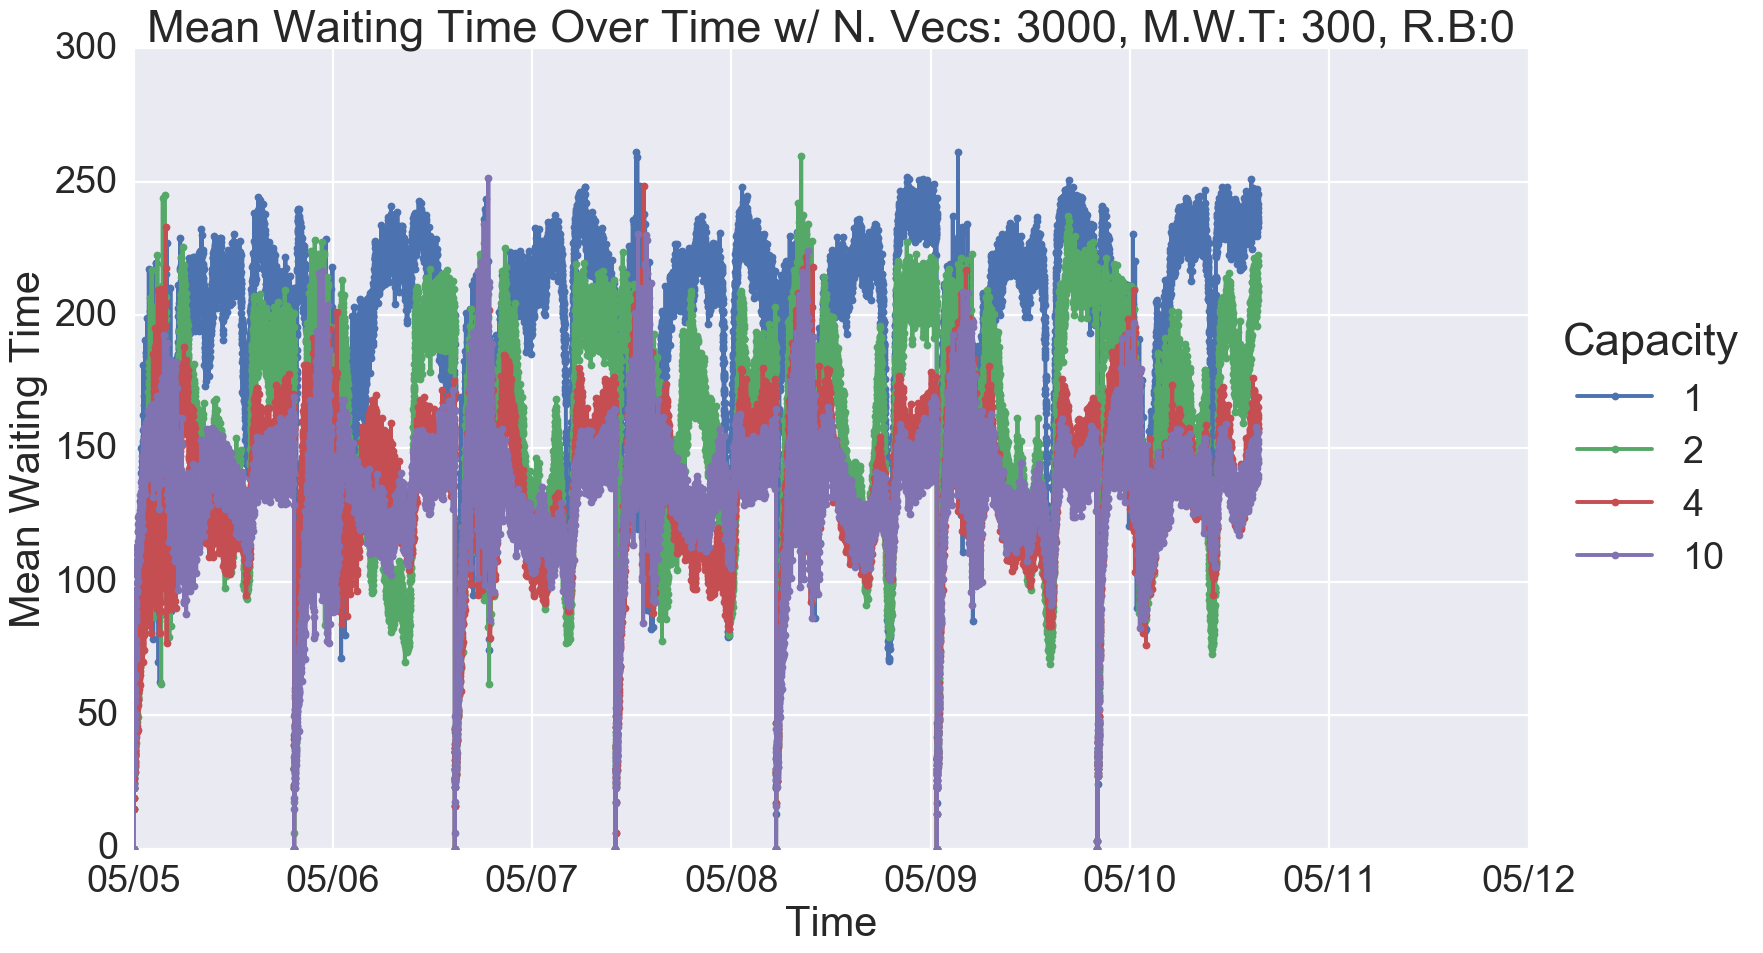 Mean Waiting Time Over Time w/ N. Vecs: 3000, M.W.T: 300, R.B:0
Mean Waiting Time
300
250
200
150
100
50
0
05/05 05/06 05/07 05/08 05/09 05/10 05/11 05/12
Time
Capacity
1
2
4
10